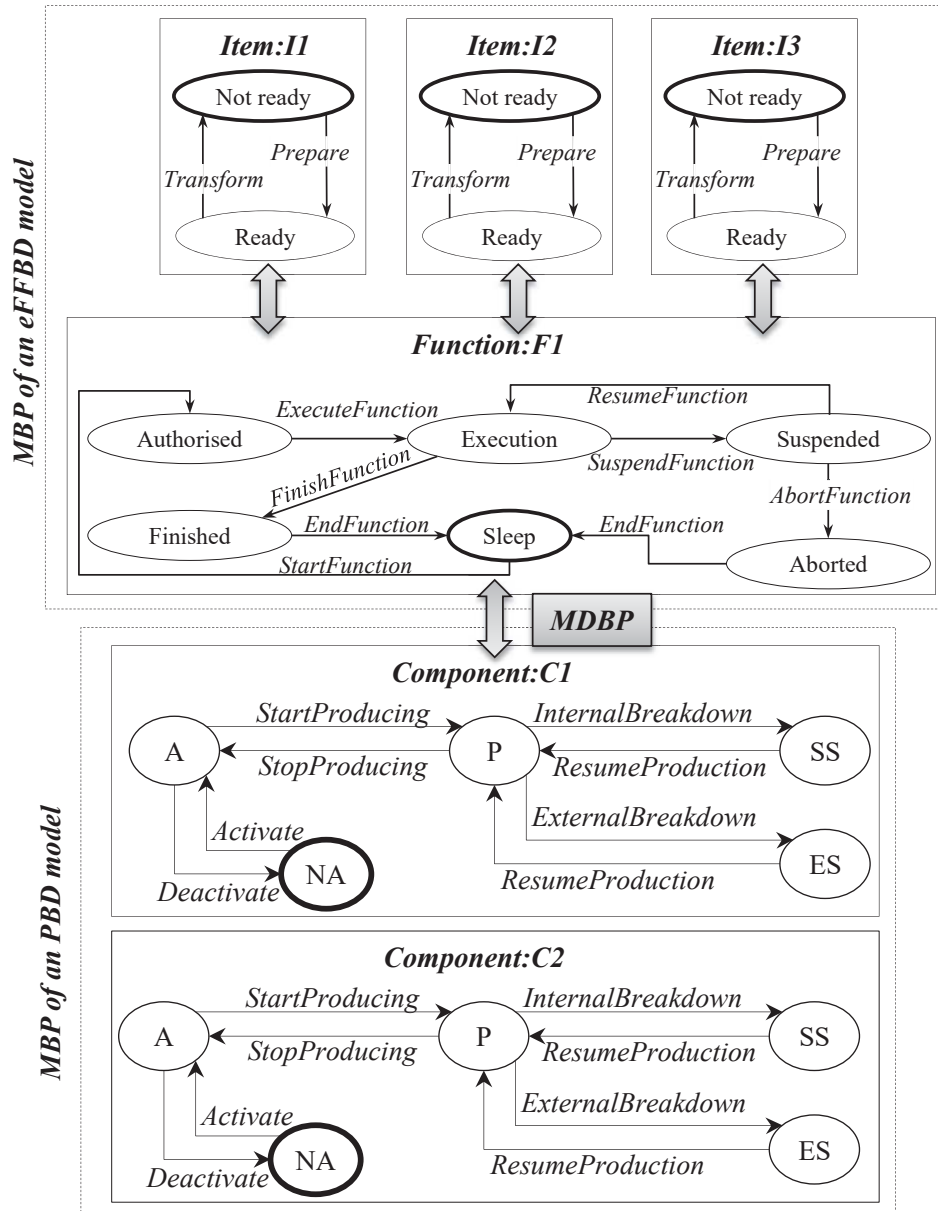 MBP of an eFFBD model
Item:I1
Not ready
Prepare
Transform
Ready
Item:I2
Not ready
Prepare
Transform
Ready
Item:I3
Not ready
Prepare
Transform
Ready
Function:F1
ExecuteFunction
ResumeFunction
Authorised
Execution
Suspended
SuspendFunction
FinishFunction
AbortFunction
Finished
EndFunction
Sleep
EndFunction
Aborted
StartFunction
MDBP
MBP of an PBD model
Component:C1
StartProducing
InternalBreakdown
A
P
SS
StopProducing
ResumeProduction
Activate
ExternalBreakdown
NA
ES
Deactivate
ResumeProduction
Component:C2
StartProducing
InternalBreakdown
A
P
SS
StopProducing
ResumeProduction
Activate
ExternalBreakdown
NA
ES
Deactivate
ResumeProduction